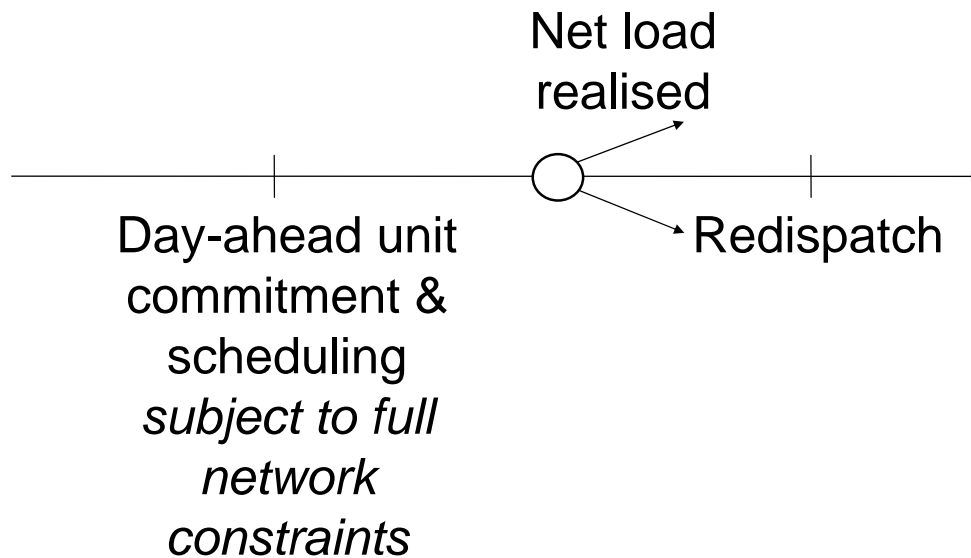 Net load
realised
Day-ahead unit
commitment &
scheduling
subject to full
network
constraints
Redispatch